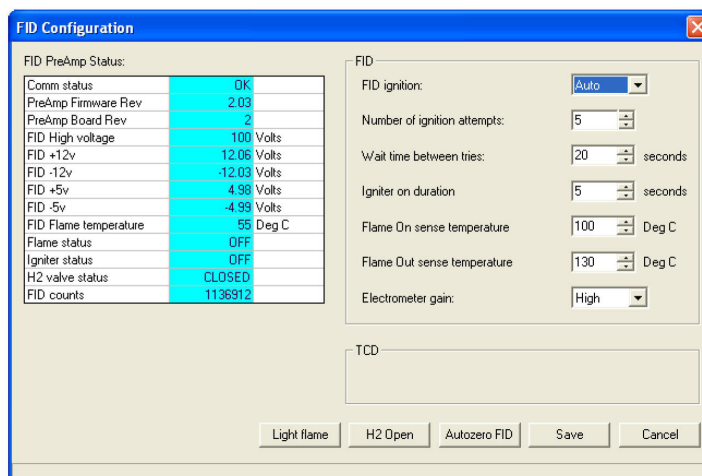 FID Configuration
FID PreAmp Status:
Comm status OK
PreAmp Firmware Rev 2.03
PreAmp Board Rev 2
FID High voltage 100 Volts
FID +12v 12.06 Volts
FID -12v -12.03 Volts
FID +5v 4.98 Volts
FID -5v -4.99 Volts
FID Flame temperature 55 Deg C
Flame status OFF
Igniter status OFF
H2 valve status CLOSED
FID counts 1136912
FID
FID ignition: Auto
Number of ignition attempts: 5
Wait time between tries: 20 seconds
Igniter on duration 5 seconds
Flame On sense temperature 100 Deg C
Flame Out sense temperature 130 Deg C
Electrometer gain: High
TCD
Light flame H2 Open Autozero FID Save Cancel